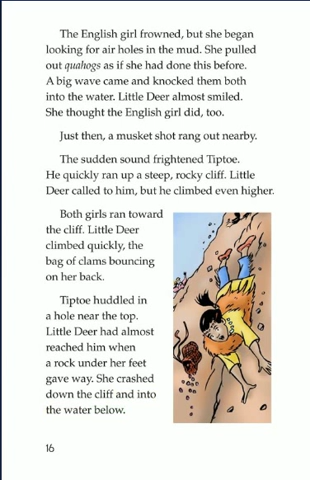 The English girl frowned, but she began
looking for air holes in the mud. She pulled
out quahogs as if she had done this before.
A big wave came and knocked them both
into the water. Little Deer almost smiled.
She thought the English girl did, too.
Just then, a musket shot rang out nearby.
The sudden sound frightened Tiptoe.
He quickly ran up a steep, rocky cliff. Little
Deer called to him, but he climbed even higher.
Both girls ran toward
the cliff. Little Deer
climbed quickly, the
bag of clams bouncing
on her back.
Tiptoe huddled in
a hole near the top.
Little Deer had almost
reached him when
a rock under her feet
gave way. She crashed
down the cliff and into
the water below.
16